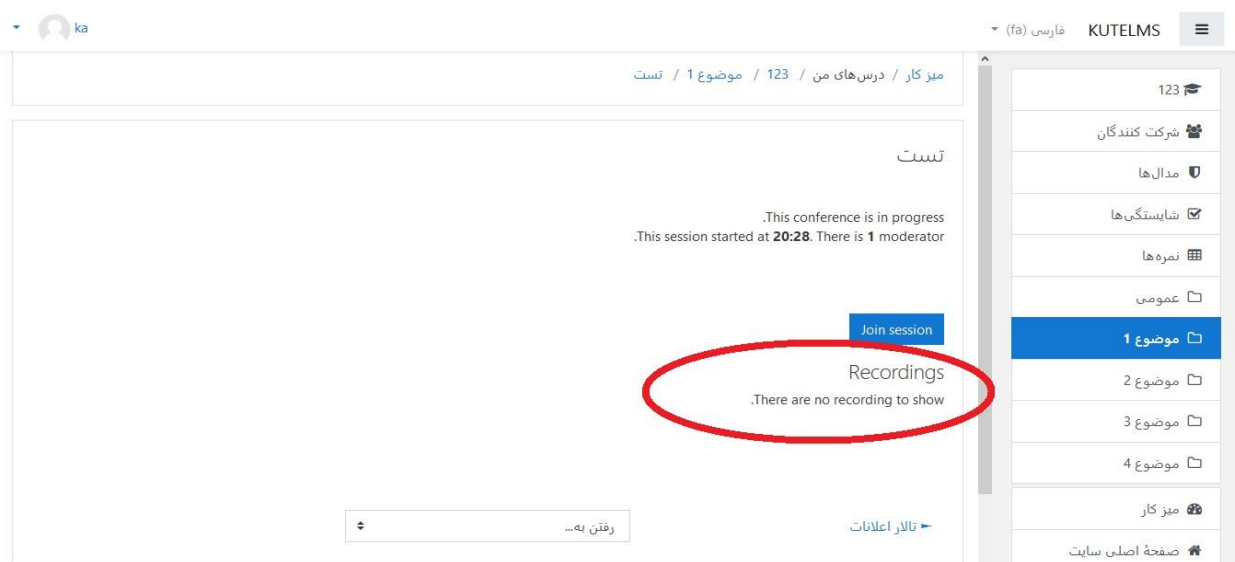 KUTELMS
فارسی ‎(fa)‎
ka
میز کار / درس‌های من / 123 / موضوع 1 / تست
تست
.This conference is in progress
.This session started at 20:28. There is 1 moderator
Join session
Recordings
.There are no recording to show
◄ تالار اعلانات
رفتن به...
123
شرکت کنندگان
مدال‌ها
شایستگی‌ها
نمره‌ها
عمومی
موضوع 1
موضوع 2
موضوع 3
موضوع 4
میز کار
صفحهٔ اصلی سایت